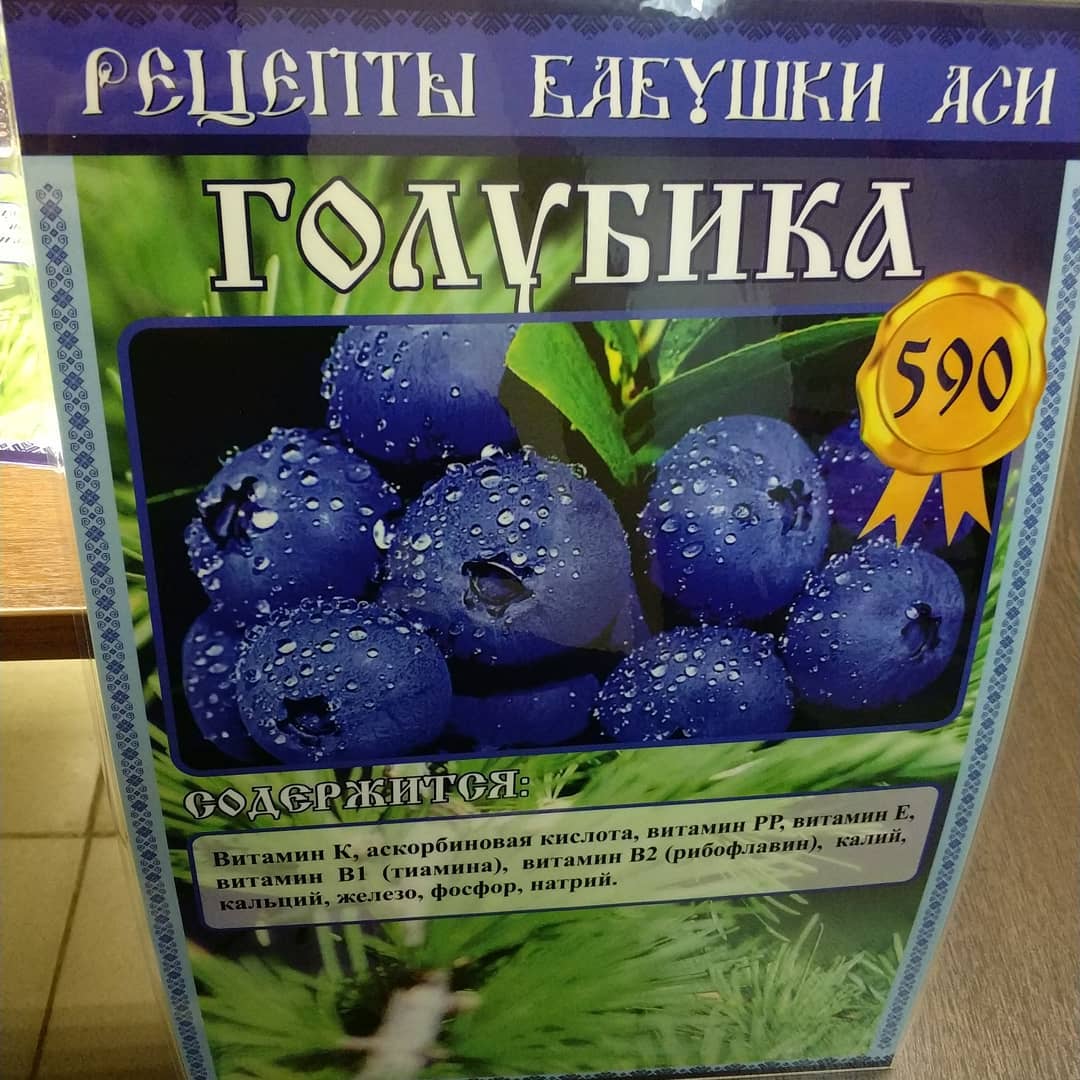 РЕЦЕПТЫ БАБУШКИ АСИ
ГОЛУБИКА
590
СОДЕРЖИТСЯ:
Витамин К, аскорбиновая кислота, витамин РР, витамин Е,
витамин В1 (тиамина), витамин В2 (рибофлавин), калий,
кальций, железо, фосфор, натрий.